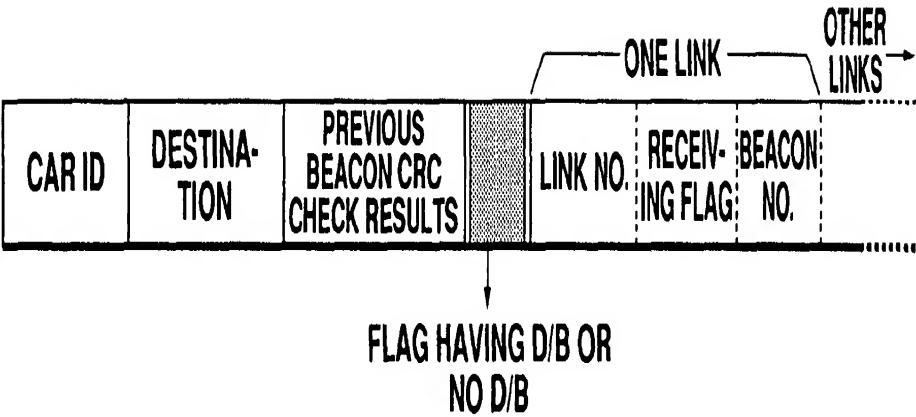 OTHER
LINKS
ONE LINK
CAR ID
DESTINA-
TION
PREVIOUS
BEACON CRC
CHECK RESULTS
LINK NO.
RECEIV-
ING FLAG
BEACON
NO.
FLAG HAVING D/B OR
NO D/B